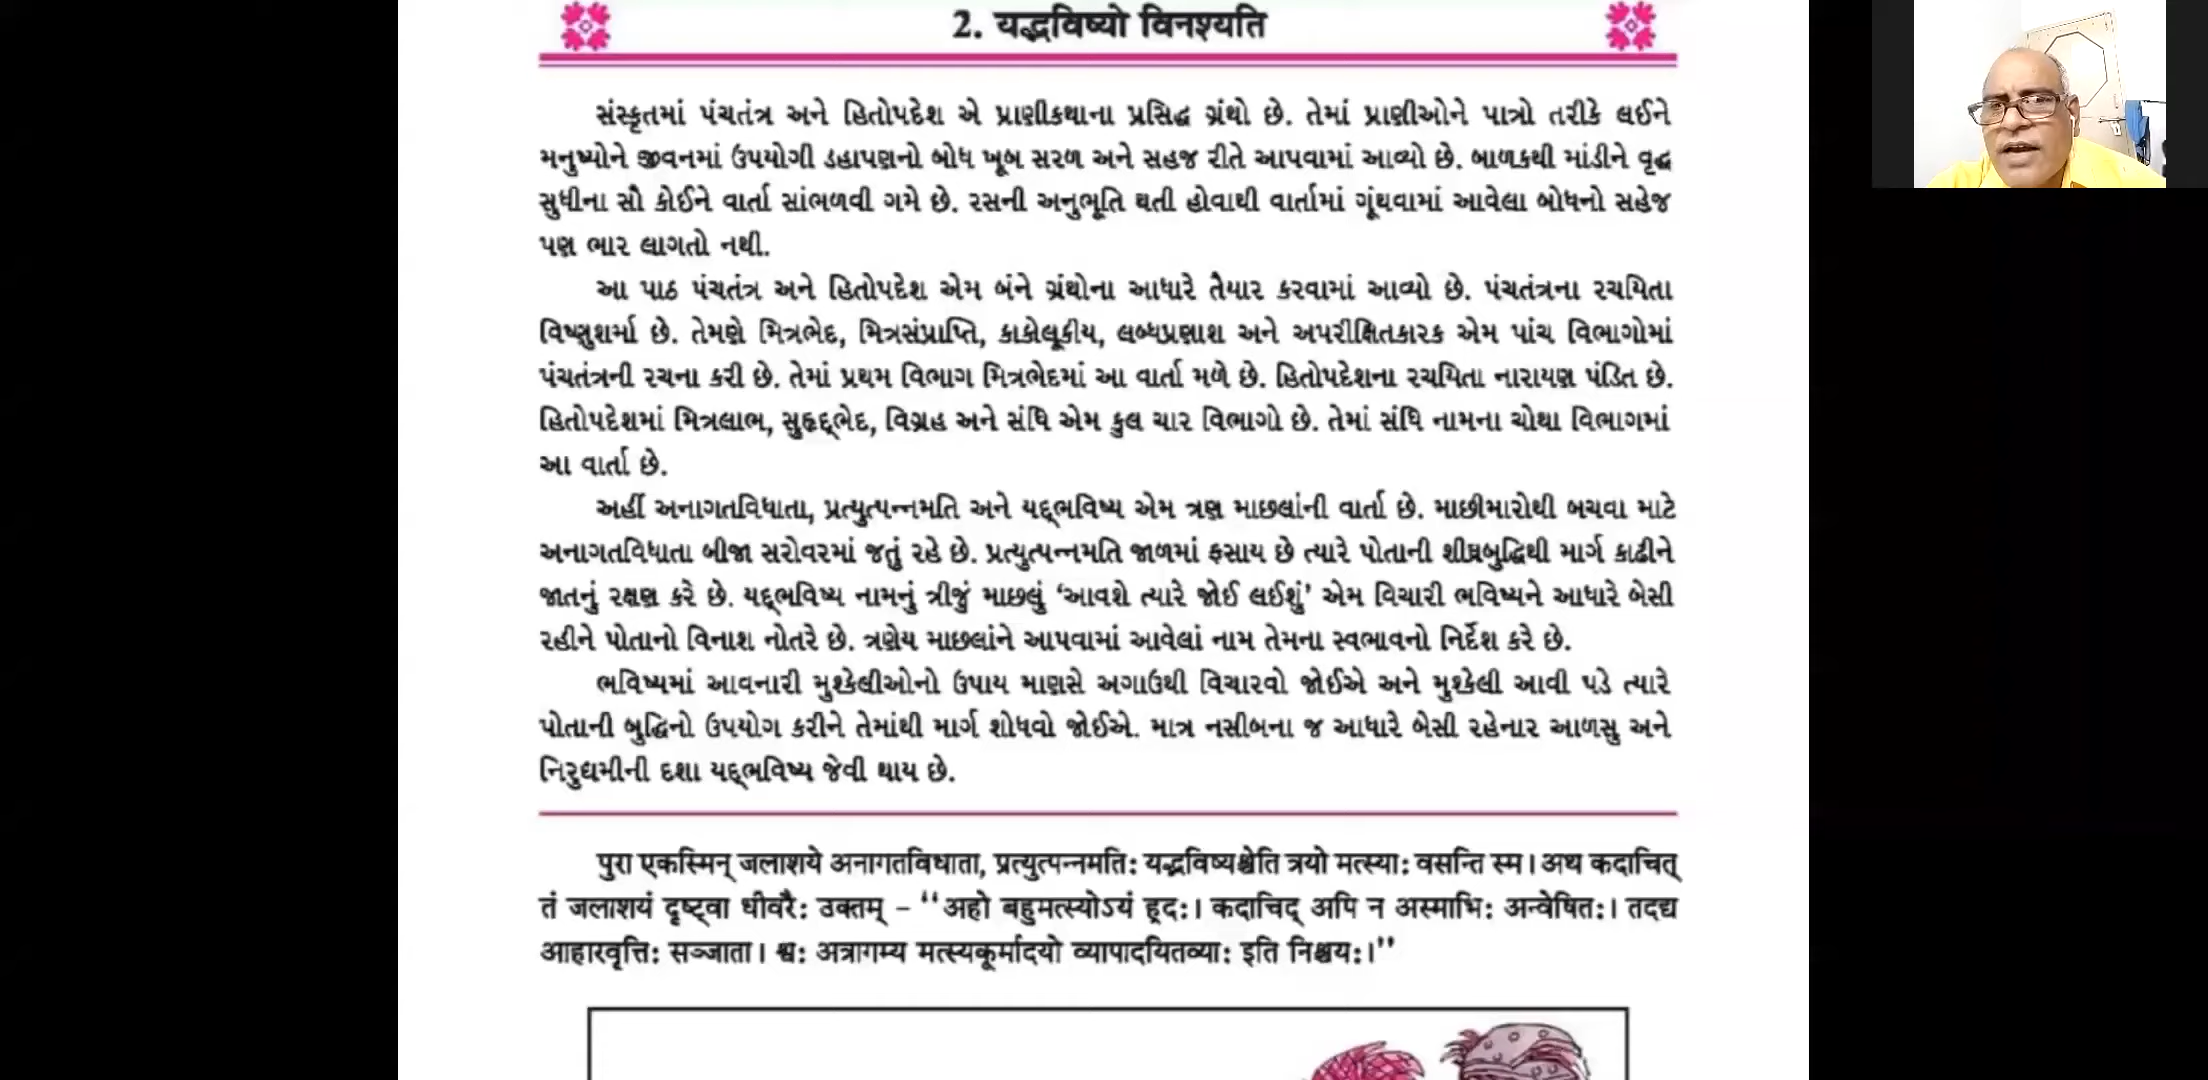 2. यद्भविष्यो विनश्यति
સંસ્કૃતમાં પંચતંત્ર અને હિતોપદેશ એ પ્રાણીકથાના પ્રસિદ્ધ ગ્રંથો છે. તેમાં પ્રાણીઓને પાત્રો તરીકે લઈને
મનુષ્યોને જીવનમાં ઉપયોગી ડહાપણનો બોધ ખૂબ સરળ અને સહજ રીતે આપવામાં આવ્યો છે. બાળકથી માંડીને વૃદ્ધ
સુધીના સૌ કોઈને વાર્તા સાંભળવી ગમે છે. રસની અનુભૂતિ થતી હોવાથી વાર્તામાં ગૂંથવામાં આવેલા બોધનો સહેજ
પણ ભાર લાગતો નથી.
આ પાઠ પંચતંત્ર અને હિતોપદેશ એમ બંને ગ્રંથોના આધારે તૈયાર કરવામાં આવ્યો છે. પંચતંત્રના રચયિતા
વિષ્ણુશર્મા છે. તેમણે મિત્રભેદ, મિત્રસંપ્રાપ્તિ, કાકોલૂકીય, લબ્ધપ્રણાશ અને અપરીક્ષિતકારક એમ પાંચ વિભાગોમાં
પંચતંત્રની રચના કરી છે. તેમાં પ્રથમ વિભાગ મિત્રભેદમાં આ વાર્તા મળે છે. હિતોપદેશના રચયિતા નારાયણ પંડિત છે.
હિતોપદેશમાં મિત્રલાભ, સુહૃદ્ભેદ, વિગ્રહ અને સંધિ એમ કુલ ચાર વિભાગો છે. તેમાં સંધિ નામના ચોથા વિભાગમાં
આ વાર્તા છે.
અહીં અનાગતવિધાતા, પ્રત્યુત્પન્નમતિ અને યદ્ભવિષ્ય એમ ત્રણ માછલાંની વાર્તા છે. માછીમારોથી બચવા માટે
અનાગતવિધાતા બીજા સરોવરમાં જતું રહે છે. પ્રત્યુત્પન્નમતિ જાળમાં ફસાય છે ત્યારે પોતાની શીઘ્રબુદ્ધિથી માર્ગ કાઢીને
જાતનું રક્ષણ કરે છે. યદ્ભવિષ્ય નામનું ત્રીજું માછલું ‘આવશે ત્યારે જોઈ લઈશું’ એમ વિચારી ભવિષ્યને આધારે બેસી
રહીને પોતાનો વિનાશ નોતરે છે. ત્રણેય માછલાંને આપવામાં આવેલાં નામ તેમના સ્વભાવનો નિર્દેશ કરે છે.
ભવિષ્યમાં આવનારી મુશ્કેલીઓનો ઉપાય માણસે અગાઉથી વિચારવો જોઈએ અને મુશ્કેલી આવી પડે ત્યારે
પોતાની બુદ્ધિનો ઉપયોગ કરીને તેમાંથી માર્ગ શોધવો જોઈએ. માત્ર નસીબના જ આધારે બેસી રહેનાર આળસુ અને
નિરુદ્યમીની દશા યદ્ભવિષ્ય જેવી થાય છે.
पुरा एकस्मिन् जलाशये अनागतविधाता, प्रत्युत्पन्नमतिः यद्भविष्यश्चेति त्रयो मत्स्याः वसन्ति स्म। अथ कदाचित्
तं जलाशयं दृष्ट्वा धीवरैः उक्तम् – “अहो बहुमत्स्योऽयं ह्रदः। कदाचिद् अपि न अस्माभिः अन्वेषितः। तदद्य
आहारवृत्तिः सञ्जाता। श्वः अत्रागम्य मत्स्यकूर्मादयो व्यापादयितव्याः इति निश्चयः।”